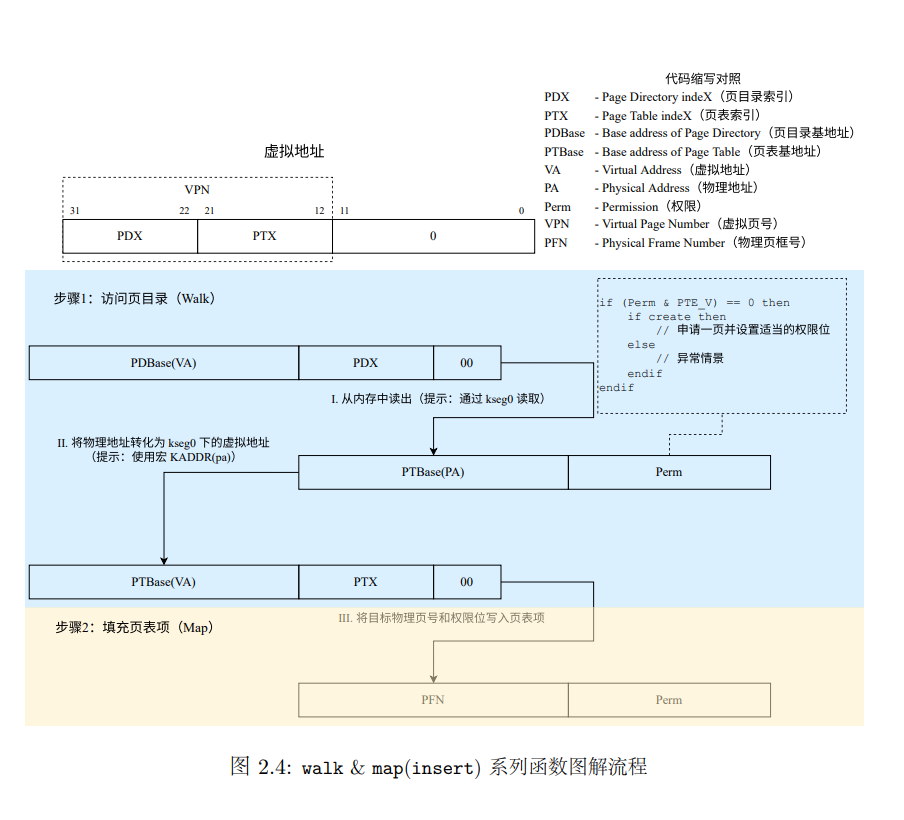 代码缩写对照
PDX - Page Directory indeX（页目录索引）
PTX - Page Table indeX（页表索引）
PDBase - Base address of Page Directory（页目录基地址）
PTBase - Base address of Page Table（页表基地址）
VA - Virtual Address（虚拟地址）
PA - Physical Address（物理地址）
Perm - Permission（权限）
VPN - Virtual Page Number（虚拟页号）
PFN - Physical Frame Number（物理页框号）
虚拟地址
VPN
31 22 21 12 11 0
PDX PTX 0
步骤1：访问页目录（Walk）
if (Perm & PTE_V) == 0 then
if create then
// 申请一页并设置适当的权限位
else
// 异常情景
endif
endif
PDBase(VA) PDX 00
I. 从内存中读出（提示：通过 kseg0 读取）
II. 将物理地址转化为 kseg0 下的虚拟地址
（提示：使用宏 KADDR(pa)）
PTBase(PA) Perm
PTBase(VA) PTX 00
III. 将目标物理页号和权限位写入页表项
步骤2：填充页表项（Map）
PFN Perm
图 2.4: walk & map(insert) 系列函数图解流程